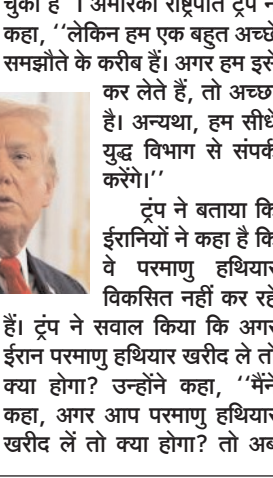 चुका है"। अमेरिकी राष्ट्रपति ट्रंप ने
कहा, ''लेकिन हम एक बहुत अच्छे
समझौते के करीब हैं। अगर हम इसे
कर लेते हैं, तो अच्छा
है। अन्यथा, हम सीधे
युद्ध विभाग से संपर्क
करेंगे।''
ट्रंप ने बताया कि
ईरानियों ने कहा है कि
वे परमाणु हथियार
विकसित नहीं कर रहे
हैं। ट्रंप ने सवाल किया कि अगर
ईरान परमाणु हथियार खरीद ले तो
क्या होगा? उन्होंने कहा, ''मैंने
कहा, अगर आप परमाणु हथियार
खरीद लें तो क्या होगा? तो अब